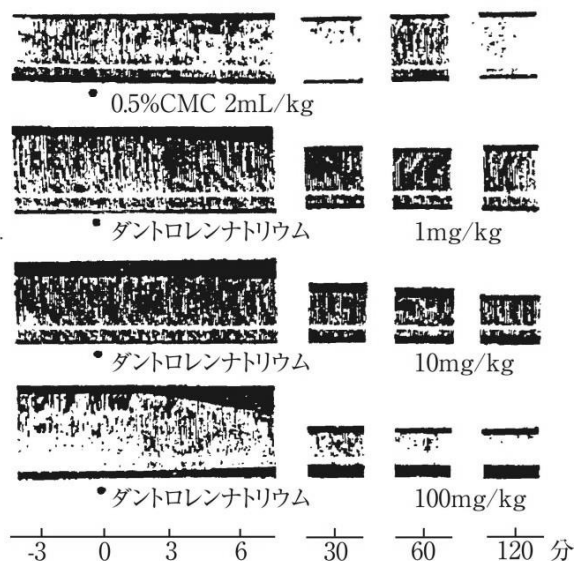 0.5%CMC 2mL/kg
ダントロレンナトリウム 1mg/kg
ダントロレンナトリウム 10mg/kg
ダントロレンナトリウム 100mg/kg
-3 0 3 6 30 60 120 分